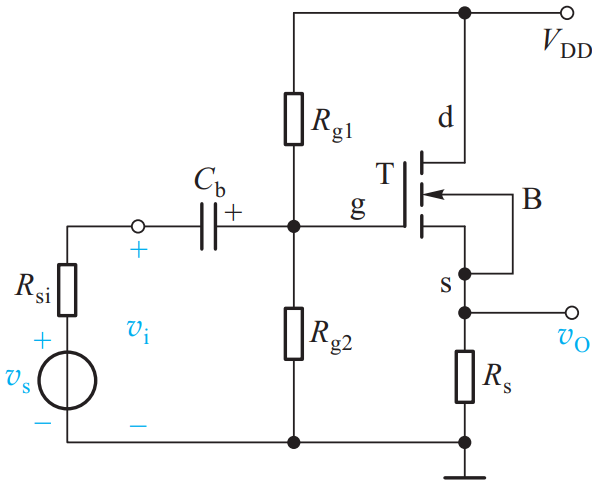 V_DD
d
R_g1
T
C_b
+
g
B
+
s
R_si
v_i
R_g2
v_O
+
v_s
R_s
−
−